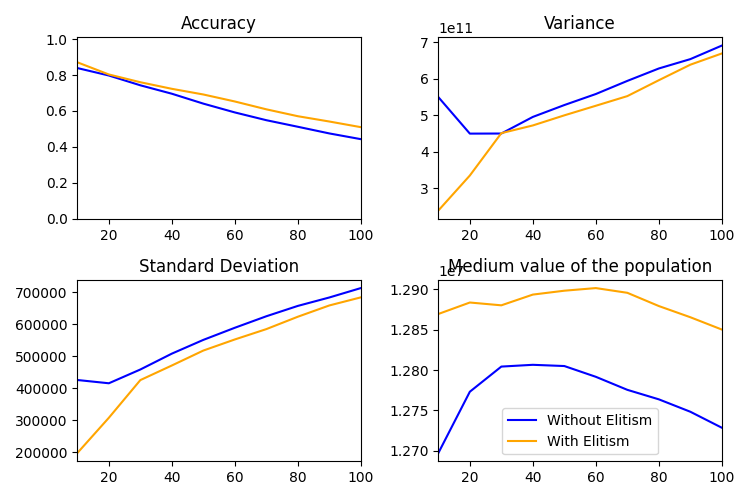 Accuracy
1.0
0.8
0.6
0.4
0.2
0.0
20 40 60 80 100
Variance
1e11
7
6
5
4
3
20 40 60 80 100
Standard Deviation
700000
600000
500000
400000
300000
200000
20 40 60 80 100
Medium value of the population
1e7
1.290
1.285
1.280
1.275
1.270
20 40 60 80 100
Without Elitism
With Elitism